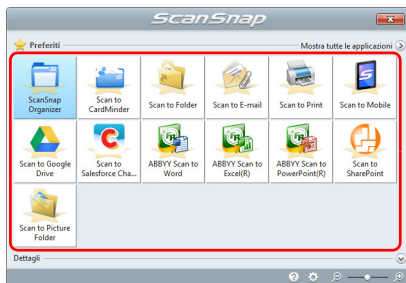 ScanSnap
Preferiti
Mostra tutte le applicazioni
ScanSnap Organizer
Scan to CardMinder
Scan to Folder
Scan to E-mail
Scan to Print
Scan to Mobile
Scan to Google Drive
Scan to Salesforce Cha...
ABBYY Scan to Word
ABBYY Scan to Excel(R)
ABBYY Scan to PowerPoint(R)
Scan to SharePoint
Scan to Picture Folder
Dettagli